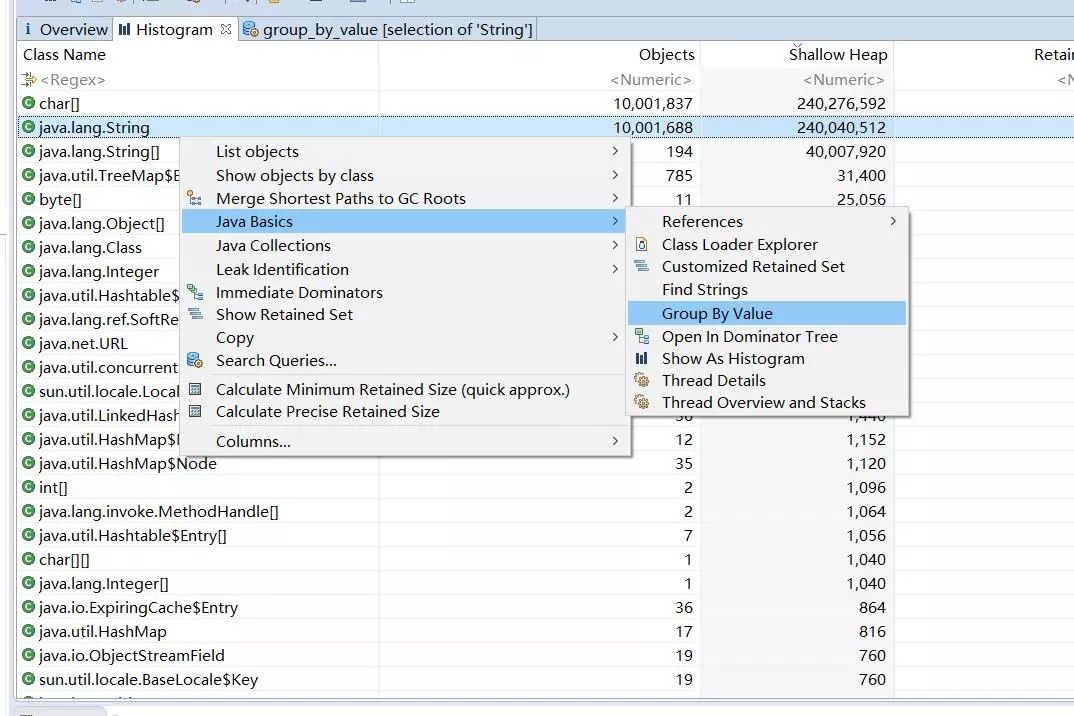 Overview Histogram group_by_value [selection of 'String']
Class Name Objects Shallow Heap Retai
<Regex> <Numeric> <Numeric> <N
char[] 10,001,837 240,276,592
java.lang.String 10,001,688 240,040,512
java.lang.String[] 194 40,007,920
java.util.TreeMap$E 785 31,400
byte[] 11 25,056
java.lang.Object[]
java.lang.Class
java.lang.Integer
java.util.Hashtable$
java.lang.ref.SoftRe
java.net.URL
java.util.concurrent
sun.util.locale.Local
java.util.LinkedHash
java.util.HashMap$ 12 1,152
java.util.HashMap$Node 35 1,120
int[] 2 1,096
java.lang.invoke.MethodHandle[] 2 1,064
java.util.Hashtable$Entry[] 7 1,056
char[][] 1 1,040
java.lang.Integer[] 1 1,040
java.io.ExpiringCache$Entry 36 864
java.util.HashMap 17 816
java.io.ObjectStreamField 19 760
sun.util.locale.BaseLocale$Key 19 760
List objects
Show objects by class
Merge Shortest Paths to GC Roots
Java Basics
Java Collections
Leak Identification
Immediate Dominators
Show Retained Set
Copy
Search Queries...
Calculate Minimum Retained Size (quick approx.)
Calculate Precise Retained Size
Columns...
References
Class Loader Explorer
Customized Retained Set
Find Strings
Group By Value
Open In Dominator Tree
Show As Histogram
Thread Details
Thread Overview and Stacks